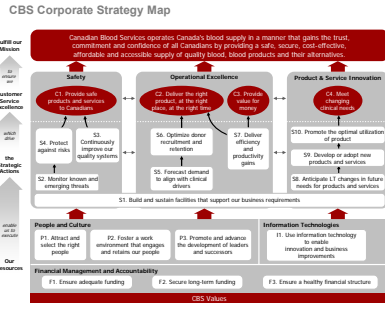 CBS Corporate Strategy Map
Fulfill our
Mission
Canadian Blood Services operates Canada's blood supply in a manner that gains the trust,
commitment and confidence of all Canadians by providing a safe, secure, cost-effective,
affordable and accessible supply of quality blood, blood products and their alternatives.
to
ensure
we
Safety
Operational Excellence
Product & Service Innovation
Customer
Service
Excellence
C1. Provide safe
products and services
to Canadians
C2. Deliver the right
product, at the right
place, at the right time
C3. Provide
value for
money
C4. Meet
changing
clinical needs
which
drive
the
Strategic
Actions
S4. Protect
against risks
S3.
Continuously
improve our
quality systems
S6. Optimize donor
recruitment and
retention
S7. Deliver
efficiency
and
productivity
gains
S10. Promote the optimal utilization
of product
S9. Develop or adopt new
products and services
S2. Monitor known and
emerging threats
S5. Forecast demand
to align with clinical
drivers
S8. Anticipate LT changes in future
needs for products and services
S1. Build and sustain facilities that support our business requirements
enable
us to
execute
People and Culture
Information Technologies
P1. Attract and
select the right
people
P2. Foster a work
environment that engages
and retains our people
P3. Promote and advance
the development of leaders
and successors
I1. Use information
technology to enable
innovation and business
improvements
Our
Resources
Financial Management and Accountability
F1. Ensure adequate funding
F2. Secure long-term funding
F3. Ensure a healthy financial structure
CBS Values